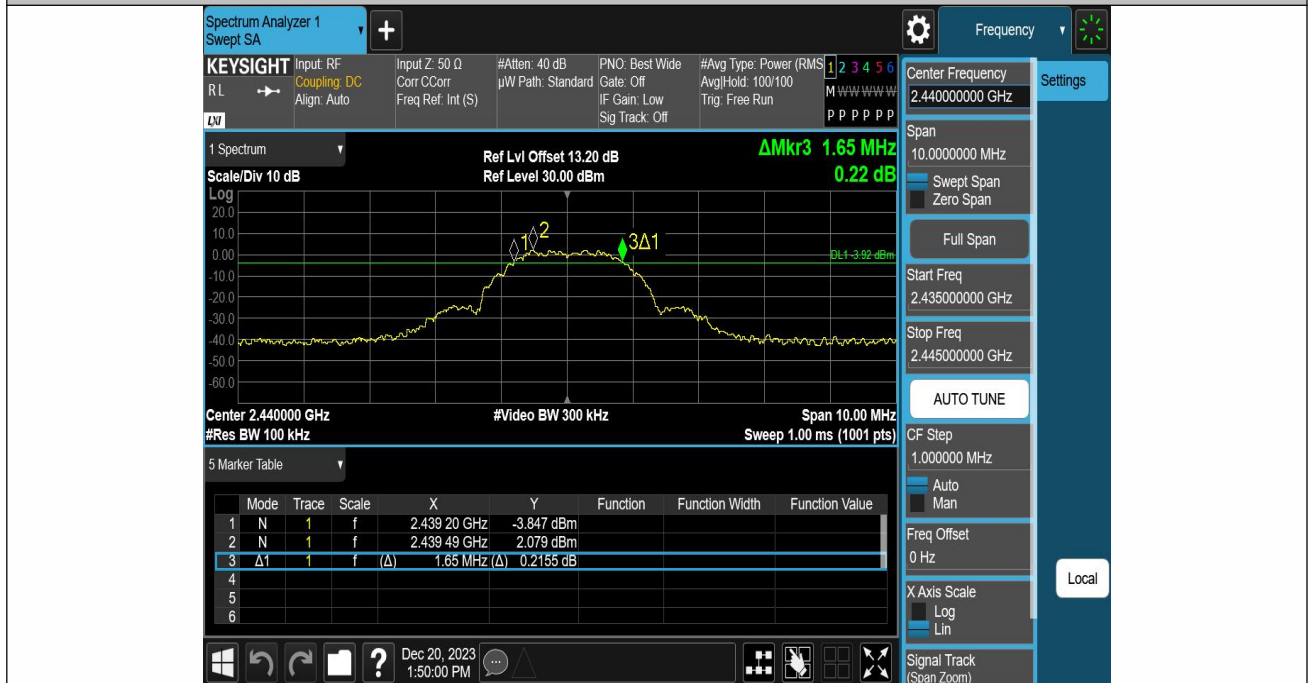 Spectrum Analyzer 1
Swept SA
+
Frequency
KEYSIGHT
RL
LXI
Input: RF
Coupling: DC
Align: Auto
Input Z: 50 Ω
Corr CCorr
Freq Ref: Int (S)
#Atten: 40 dB
µW Path: Standard
PNO: Best Wide
Gate: Off
IF Gain: Low
Sig Track: Off
#Avg Type: Power (RMS
Avg|Hold: 100/100
Trig: Free Run
1 2 3 4 5 6
M W W W W W
P P P P P P
1 Spectrum
Scale/Div 10 dB
Ref Lvl Offset 13.20 dB
Ref Level 30.00 dBm
ΔMkr3 1.65 MHz
0.22 dB
Log
20.0
10.0
0.00
-10.0
-20.0
-30.0
-40.0
-50.0
-60.0
1
2
3Δ1
DL1 -3.92 dBm
Center 2.440000 GHz
#Res BW 100 kHz
#Video BW 300 kHz
Span 10.00 MHz
Sweep 1.00 ms (1001 pts)
5 Marker Table
Mode Trace Scale X Y Function Function Width Function Value
1 N 1 f 2.439 20 GHz -3.847 dBm
2 N 1 f 2.439 49 GHz 2.079 dBm
3 Δ1 1 f (Δ) 1.65 MHz (Δ) 0.2155 dB
4
5
6
?
Dec 20, 2023
1:50:00 PM
Center Frequency
2.440000000 GHz
Settings
Span
10.0000000 MHz
Swept Span
Zero Span
Full Span
Start Freq
2.435000000 GHz
Stop Freq
2.445000000 GHz
AUTO TUNE
CF Step
1.000000 MHz
Auto
Man
Freq Offset
0 Hz
Local
X Axis Scale
Log
Lin
Signal Track
(Span Zoom)